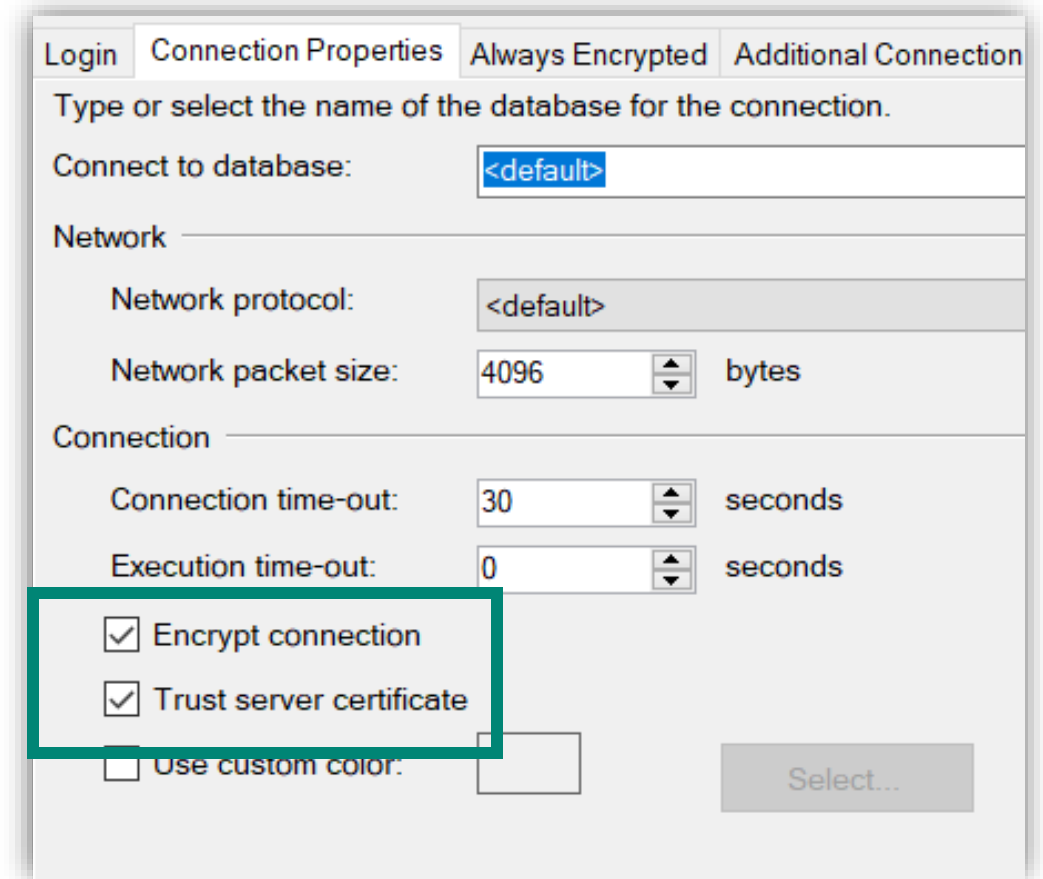 Login Connection Properties Always Encrypted Additional Connection
Type or select the name of the database for the connection.
Connect to database: <default>
Network
Network protocol: <default>
Network packet size: 4096 bytes
Connection
Connection time-out: 30 seconds
Execution time-out: 0 seconds
Encrypt connection
Trust server certificate
Use custom color: Select...